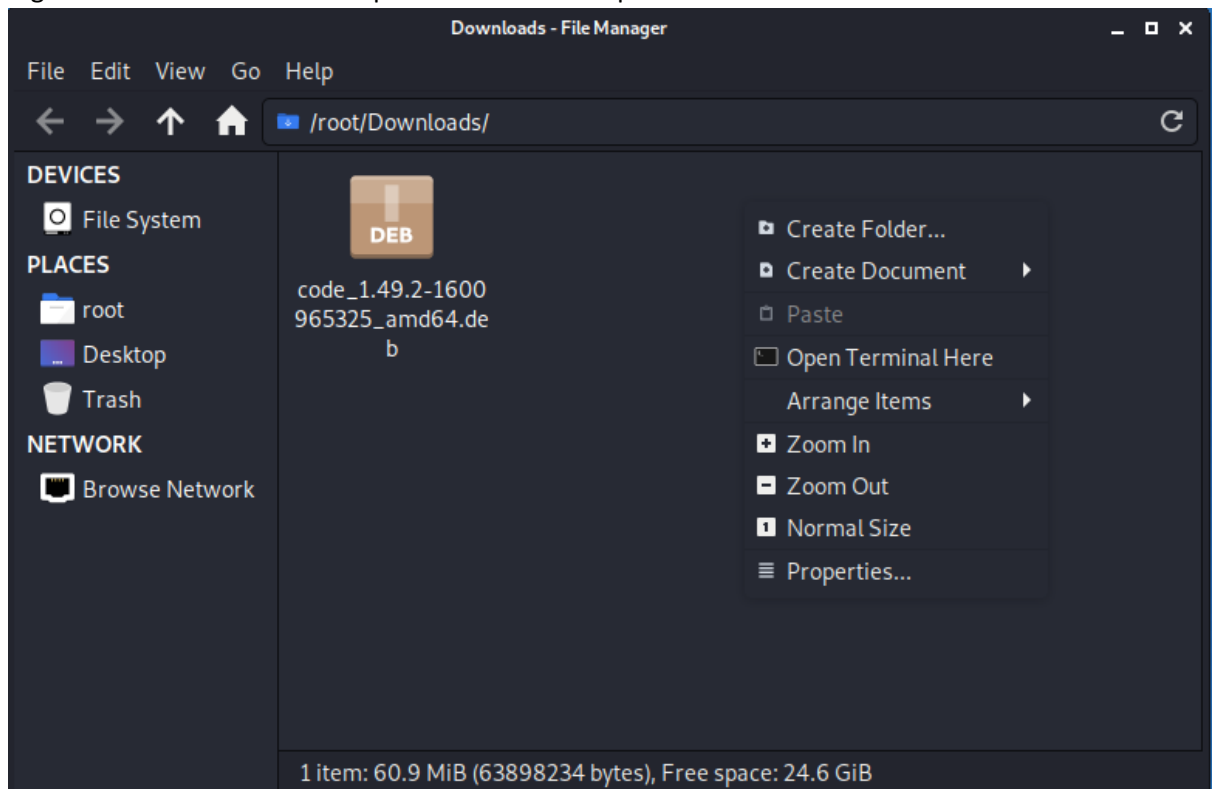 Downloads - File Manager
File Edit View Go Help
/root/Downloads/
DEVICES
File System
PLACES
root
Desktop
Trash
NETWORK
Browse Network
DEB
code_1.49.2-1600
965325_amd64.de
b
Create Folder...
Create Document
Paste
Open Terminal Here
Arrange Items
Zoom In
Zoom Out
1 Normal Size
Properties...
1 item: 60.9 MiB (63898234 bytes), Free space: 24.6 GiB